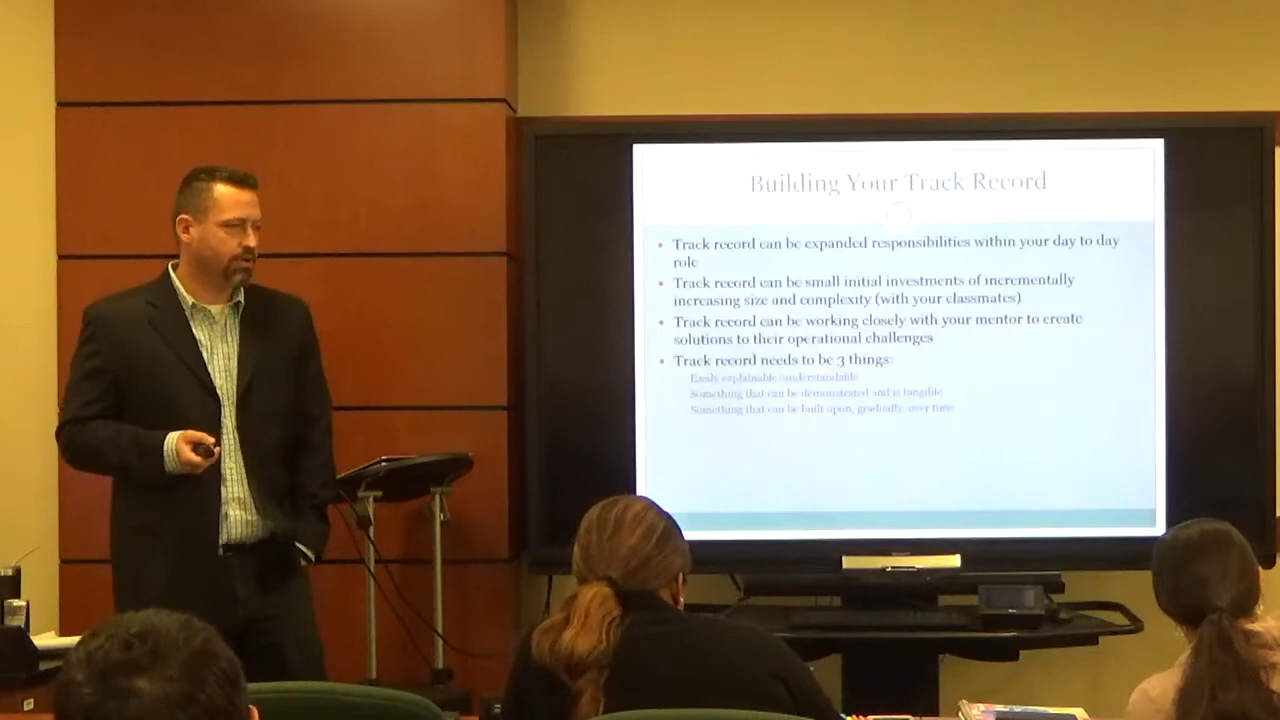 Building Your Track Record
Track record can be expanded responsibilities within your day to day
role
Track record can be small initial investments of incrementally
increasing size and complexity (with your classmates)
Track record can be working closely with your mentor to create
solutions to their operational challenges
Track record needs to be 3 things:
Easily explainable/understandable
Something that can be demonstrated and is tangible
Something that can be built upon, gradually, over time